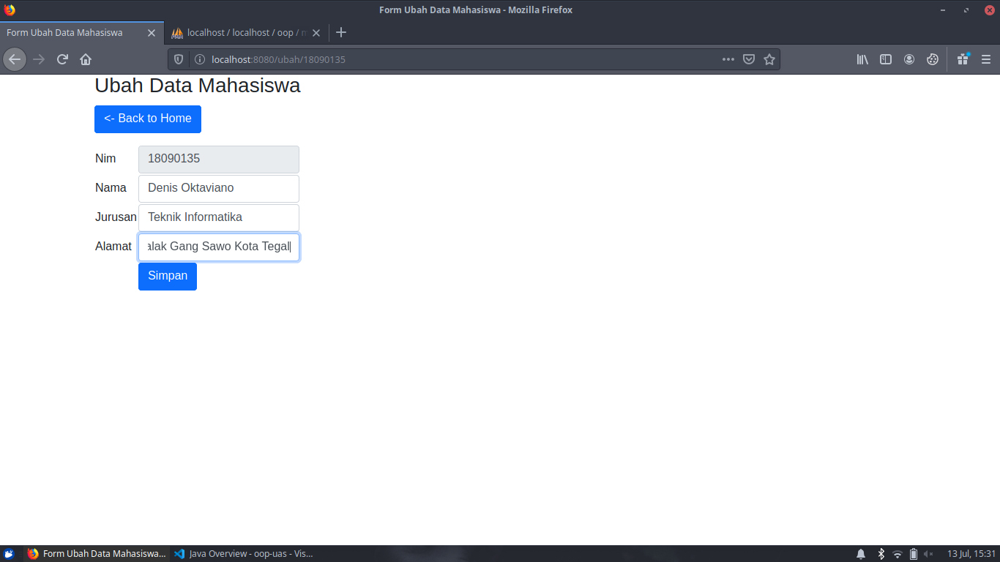 Form Ubah Data Mahasiswa - Mozilla Firefox
Form Ubah Data Mahasiswa
localhost / localhost / oop /
localhost:8080/ubah/18090135
Ubah Data Mahasiswa
<- Back to Home
Nim 18090135
Nama Denis Oktaviano
Jurusan Teknik Informatika
Alamat alak Gang Sawo Kota Tegal
Simpan
Form Ubah Data Mahasiswa... Java Overview - oop-uas - Vis... 13 Jul, 15:31